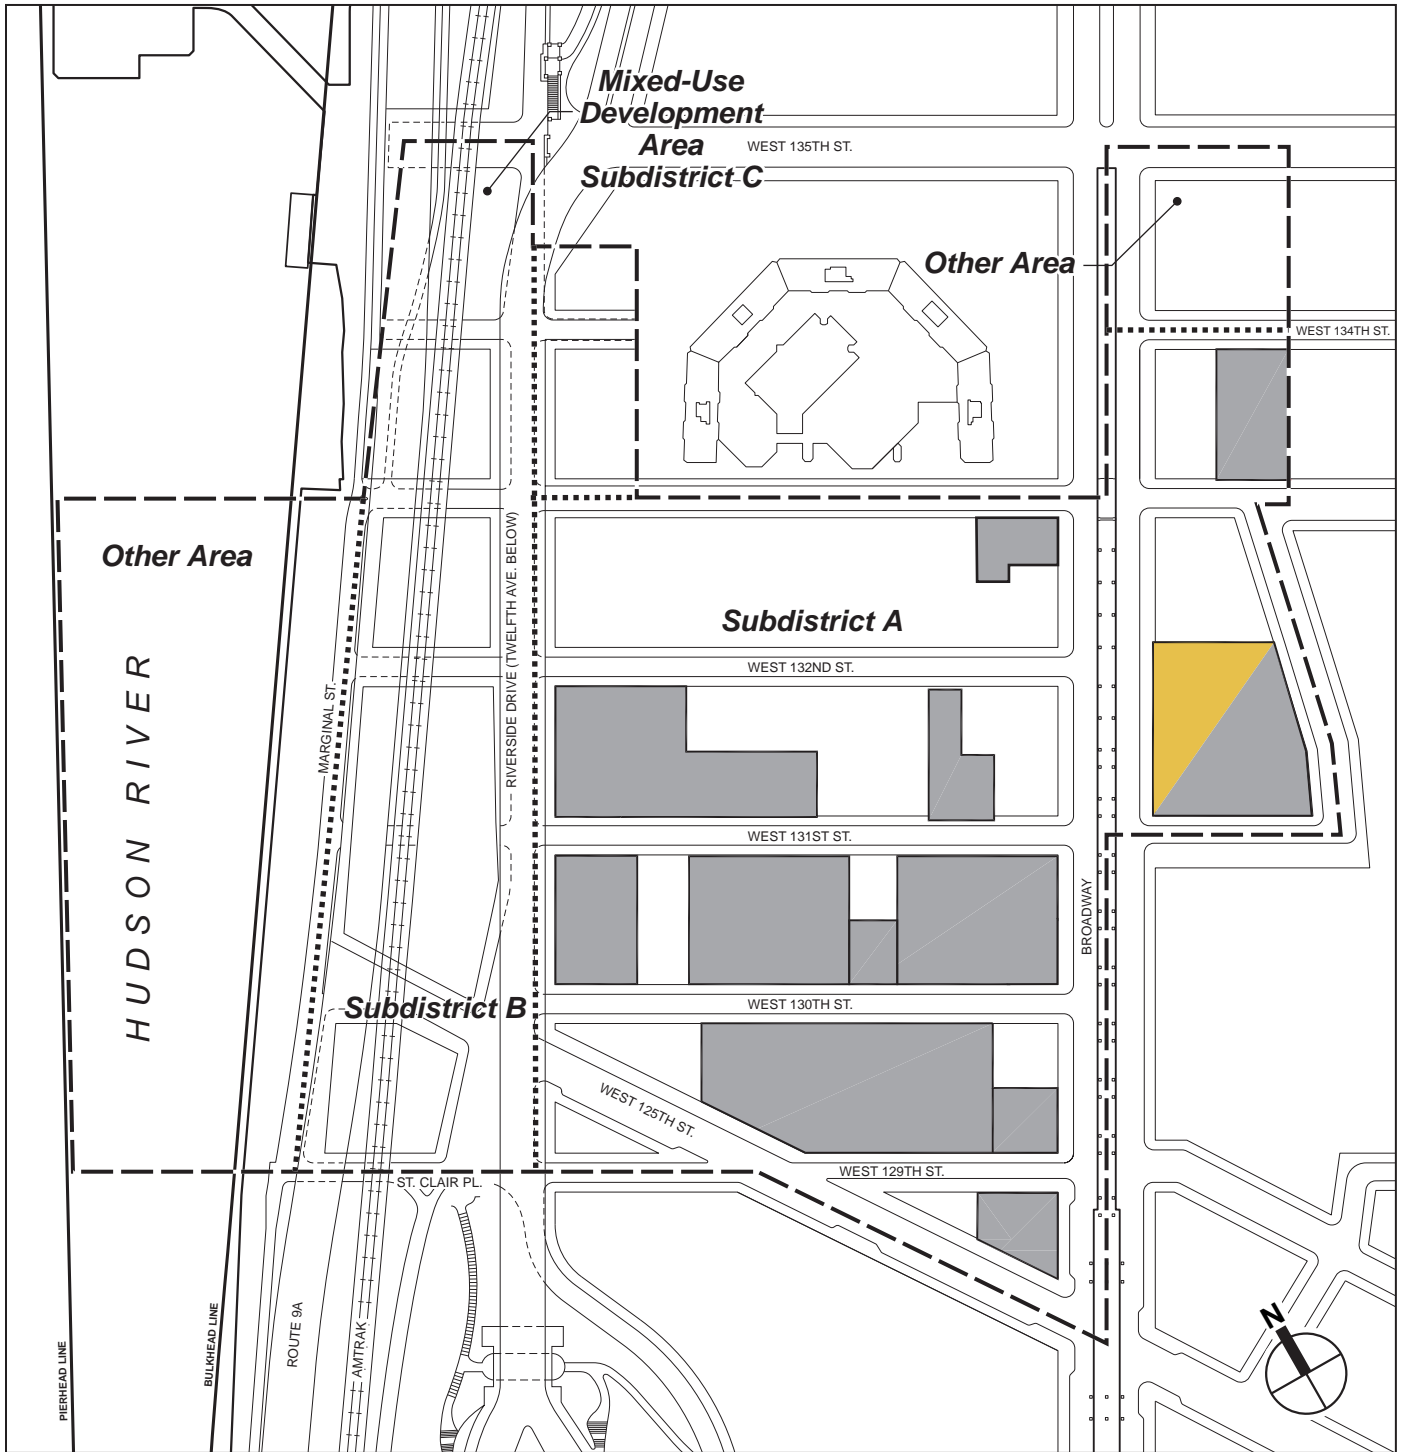 Mixed-Use
Development
Area
Subdistrict C
WEST 135TH ST.
Other Area
WEST 134TH ST.
Other Area
RIVERSIDE DRIVE (TWELFTH AVE. BELOW)
Subdistrict A
WEST 132ND ST.
HUDSON RIVER
MARGINAL ST.
WEST 131ST ST.
BROADWAY
Subdistrict B
WEST 130TH ST.
WEST 125TH ST.
WEST 129TH ST.
ST. CLAIR PL.
PIERHEAD LINE
BULKHEAD LINE
ROUTE 9A
AMTRAK
N